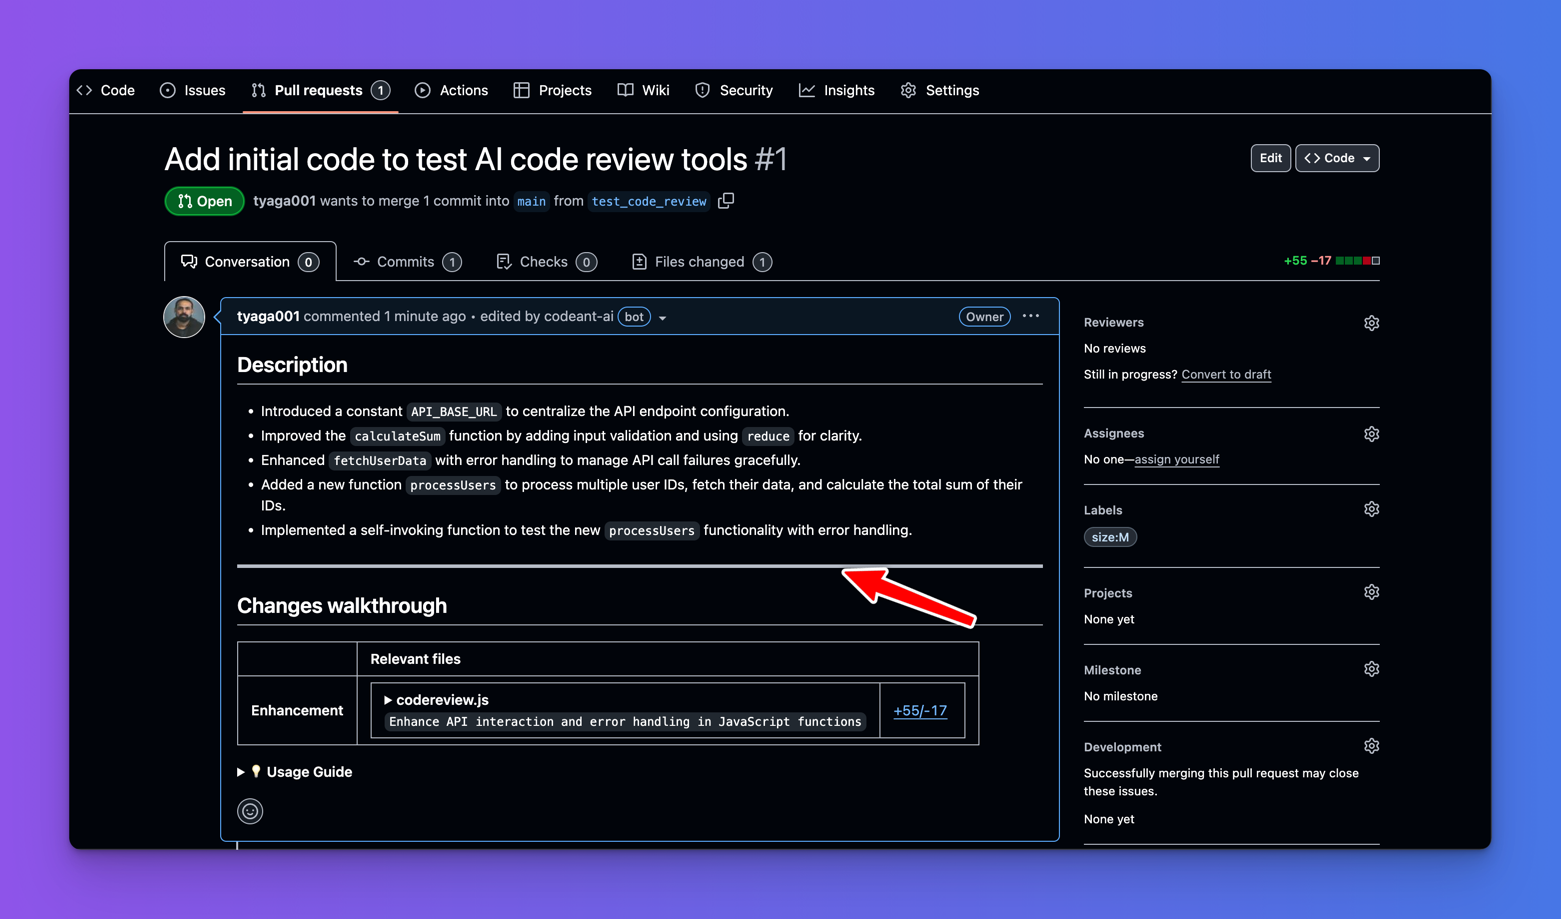 Code Issues Pull requests 1 Actions Projects Wiki Security Insights Settings
Add initial code to test AI code review tools #1
Edit Code
Open tyaga001 wants to merge 1 commit into main from test_code_review
Conversation 0 Commits 1 Checks 0 Files changed 1 +55 −17
tyaga001 commented 1 minute ago • edited by codeant-ai bot Owner ...
Description
• Introduced a constant API_BASE_URL to centralize the API endpoint configuration.
• Improved the calculateSum function by adding input validation and using reduce for clarity.
• Enhanced fetchUserData with error handling to manage API call failures gracefully.
• Added a new function processUsers to process multiple user IDs, fetch their data, and calculate the total sum of their
IDs.
• Implemented a self-invoking function to test the new processUsers functionality with error handling.
Changes walkthrough
Relevant files
Enhancement
codereview.js
Enhance API interaction and error handling in JavaScript functions
+55/-17
Usage Guide
Reviewers
No reviews
Still in progress? Convert to draft
Assignees
No one—assign yourself
Labels
size:M
Projects
None yet
Milestone
No milestone
Development
Successfully merging this pull request may close
these issues.
None yet